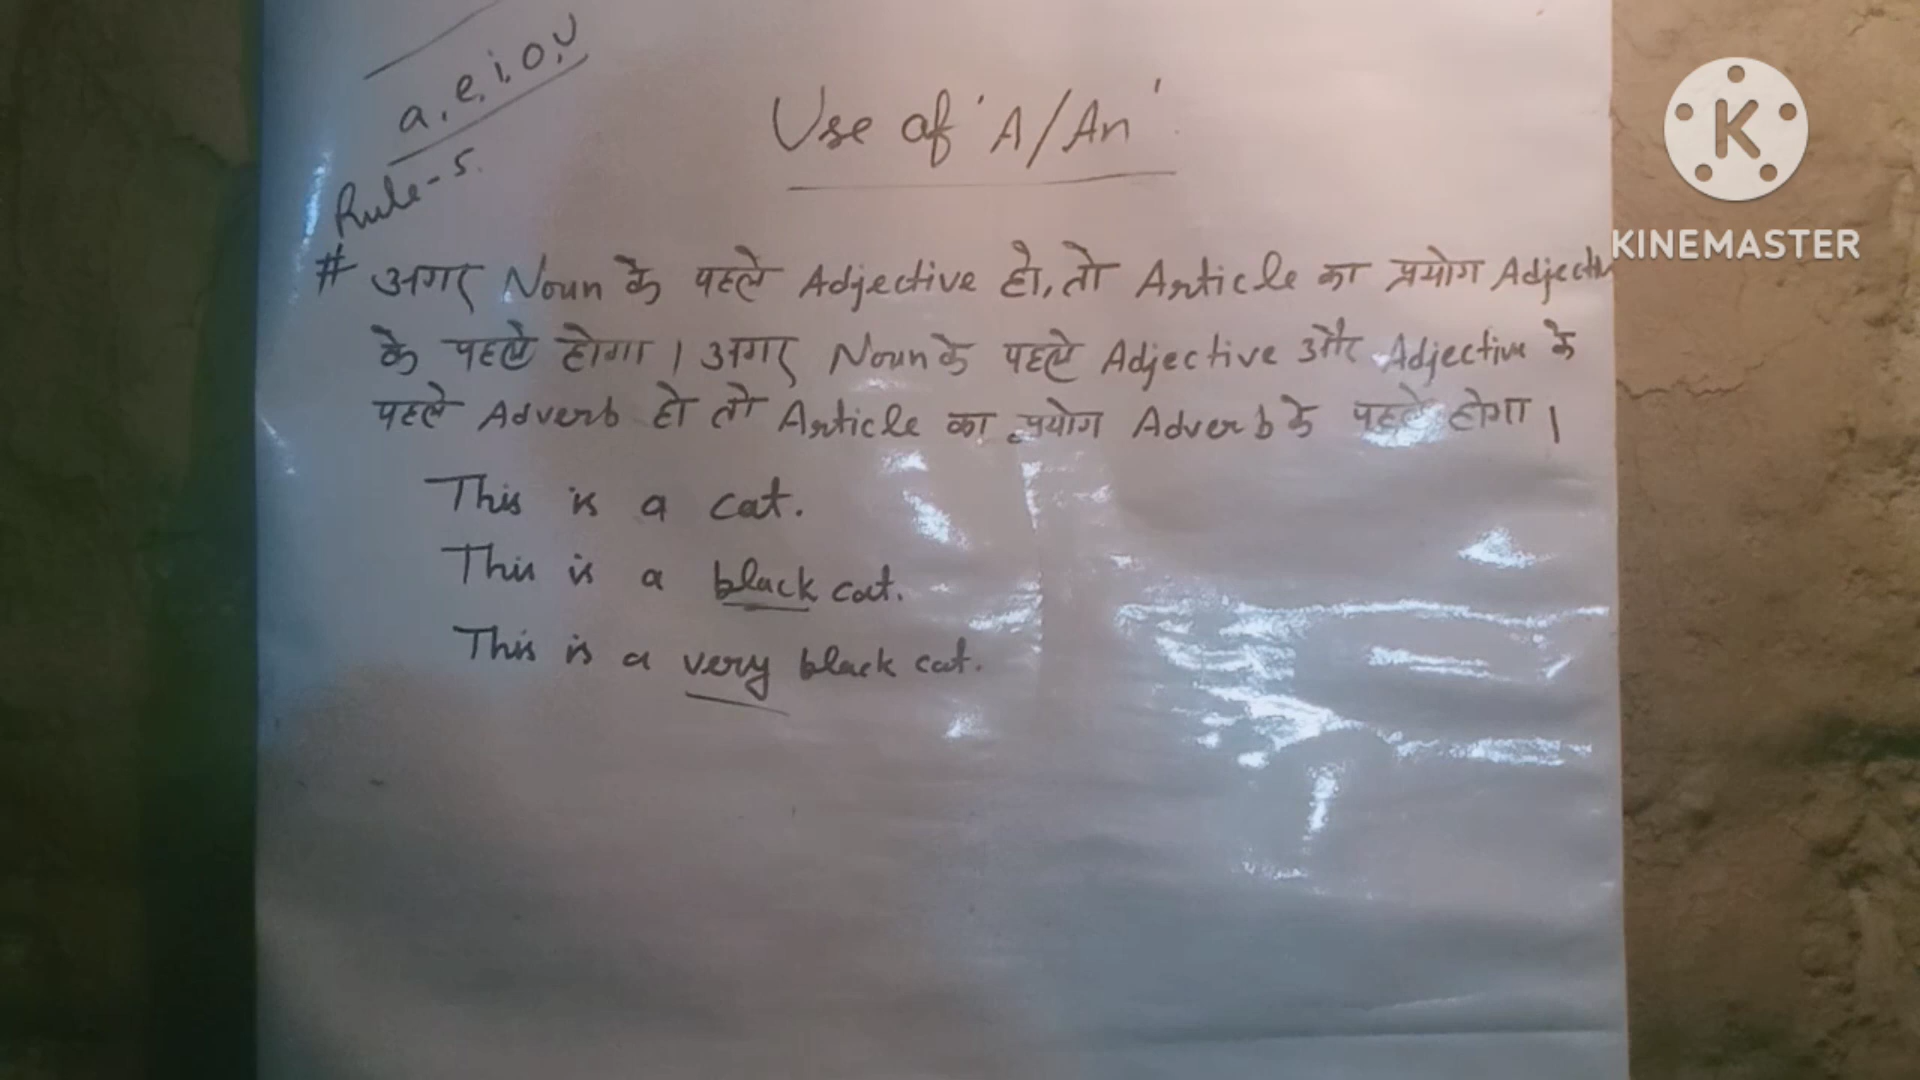 a, e, i, o, u
Use of 'A/An'
Rule-5.
# अगर Noun के पहले Adjective हो, तो Article का प्रयोग Adjective
के पहले होगा। अगर Noun के पहले Adjective और Adjective के
पहले Adverb हो तो Article का प्रयोग Adverb के पहले होगा।
This is a cat.
This is a black cat.
This is a very black cat.
K
KINEMASTER